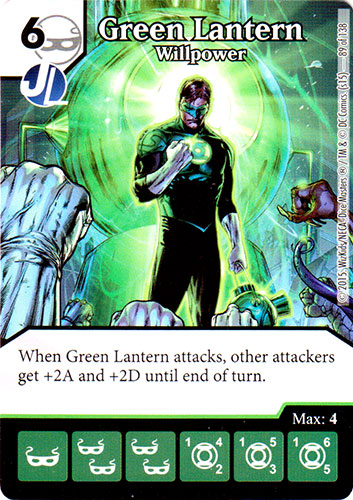 6
Green Lantern
Willpower
JL
© 2015 WizKids/NECA Dice Masters ® / TM & © DC Comics (s15) 89 of 138
When Green Lantern attacks, other attackers
get +2A and +2D until end of turn.
Max: 4
1 4 2 1 5 3 1 6 5